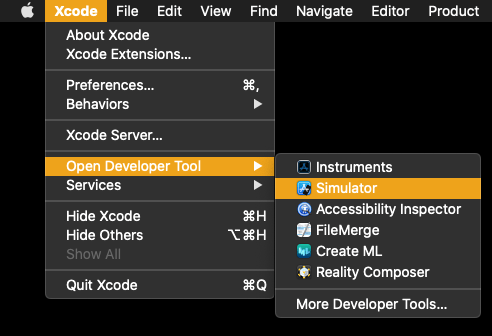 Xcode File Edit View Find Navigate Editor Product
About Xcode
Xcode Extensions...
Preferences... ⌘,
Behaviors ▶
Xcode Server...
Open Developer Tool ▶
Services ▶
Hide Xcode ⌘H
Hide Others ⌥⌘H
Show All
Quit Xcode ⌘Q
Instruments
Simulator
Accessibility Inspector
FileMerge
Create ML
Reality Composer
More Developer Tools...